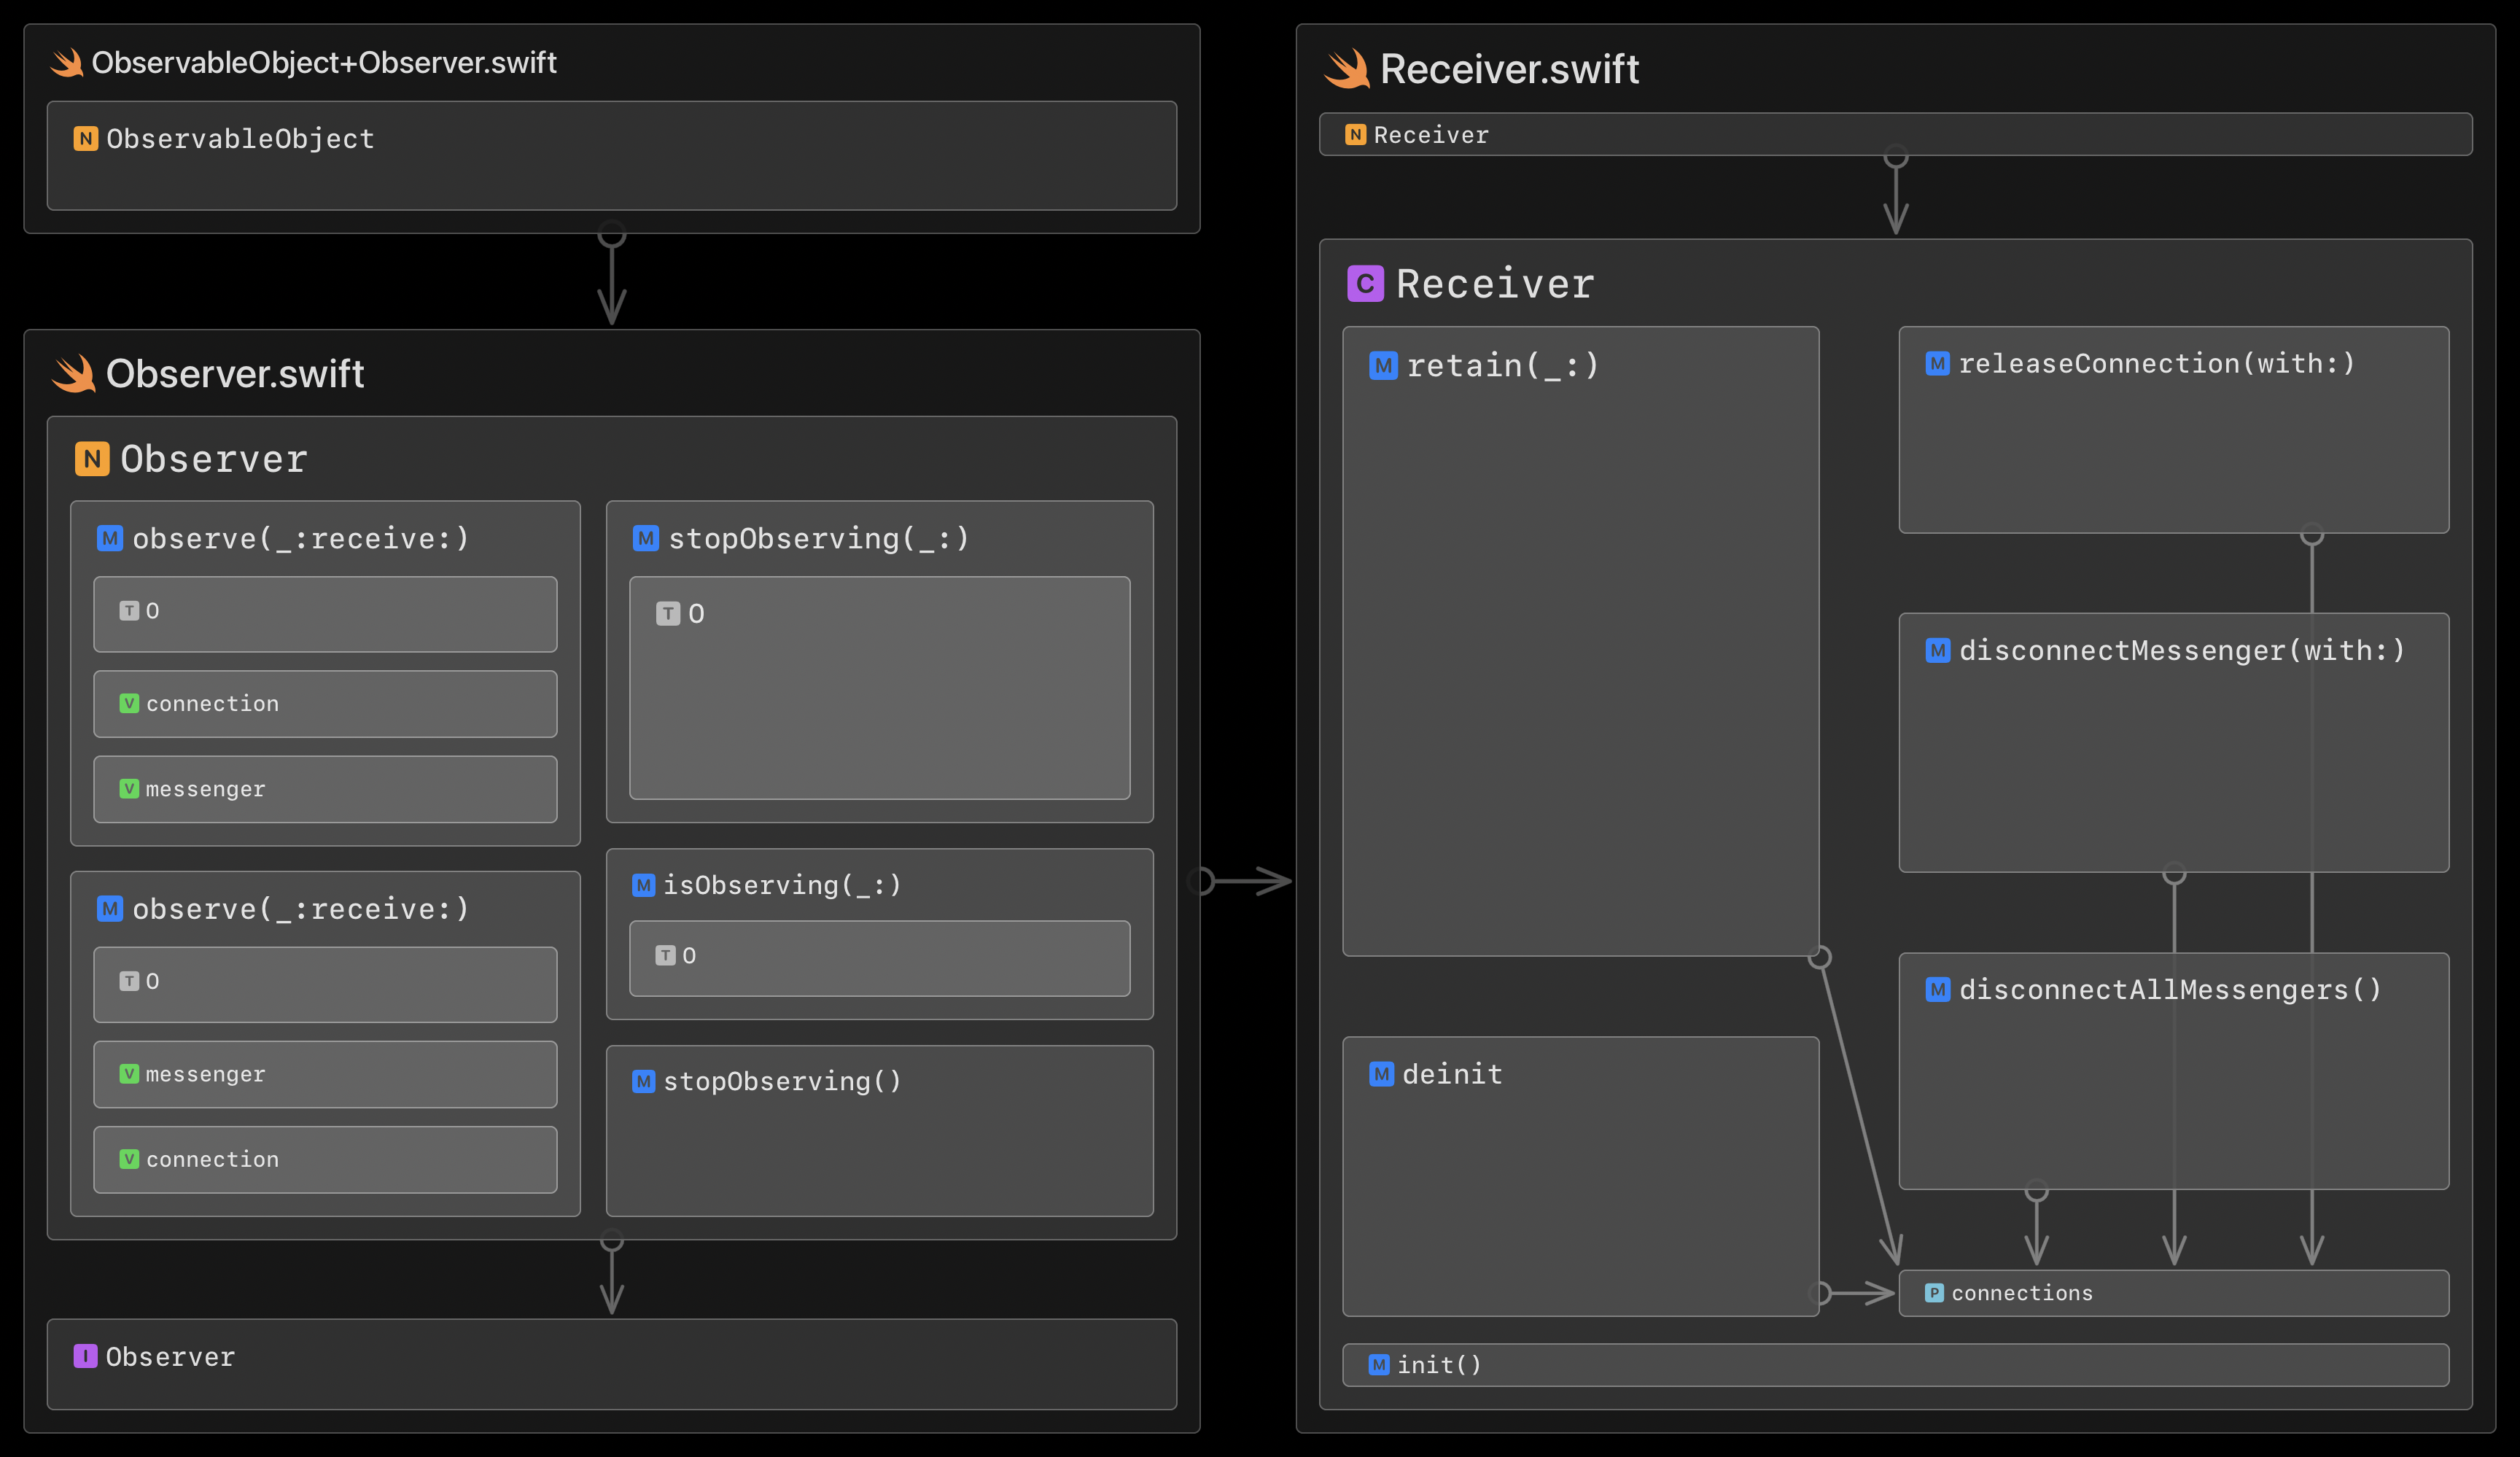 ObservableObject+Observer.swift
N ObservableObject
Observer.swift
N Observer
M observe(_:receive:)
T O
V connection
V messenger
M observe(_:receive:)
T O
V messenger
V connection
M stopObserving(_:)
T O
M isObserving(_:)
T O
M stopObserving()
I Observer
Receiver.swift
N Receiver
C Receiver
M retain(_:)
M deinit
M releaseConnection(with:)
M disconnectMessenger(with:)
M disconnectAllMessengers()
P connections
M init()